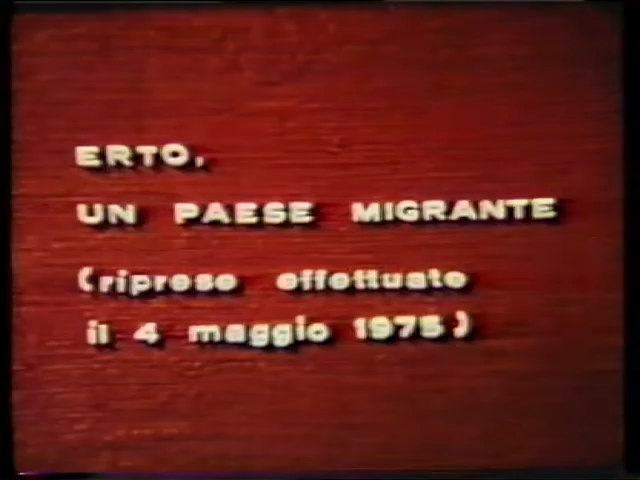 ERTO,
UN PAESE MIGRANTE
(riprese effettuate
il 4 maggio 1975)